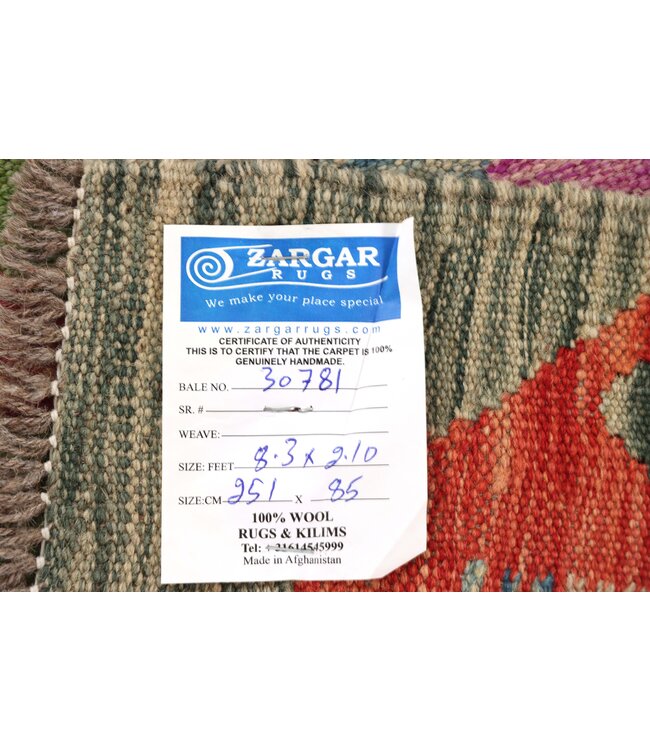 ZARGAR
RUGS
We make your place special
www.zargarrugs.com
CERTIFICATE OF AUTHENTICITY
THIS IS TO CERTIFY THAT THE CARPET IS 100%
GENUINELY HANDMADE.
BALE NO. 30781
SR. #
WEAVE:
SIZE: FEET 8.3 x 2.10
SIZE:CM 251 X 85
100% WOOL
RUGS & KILIMS
Tel: + 21614545999
Made in Afghanistan